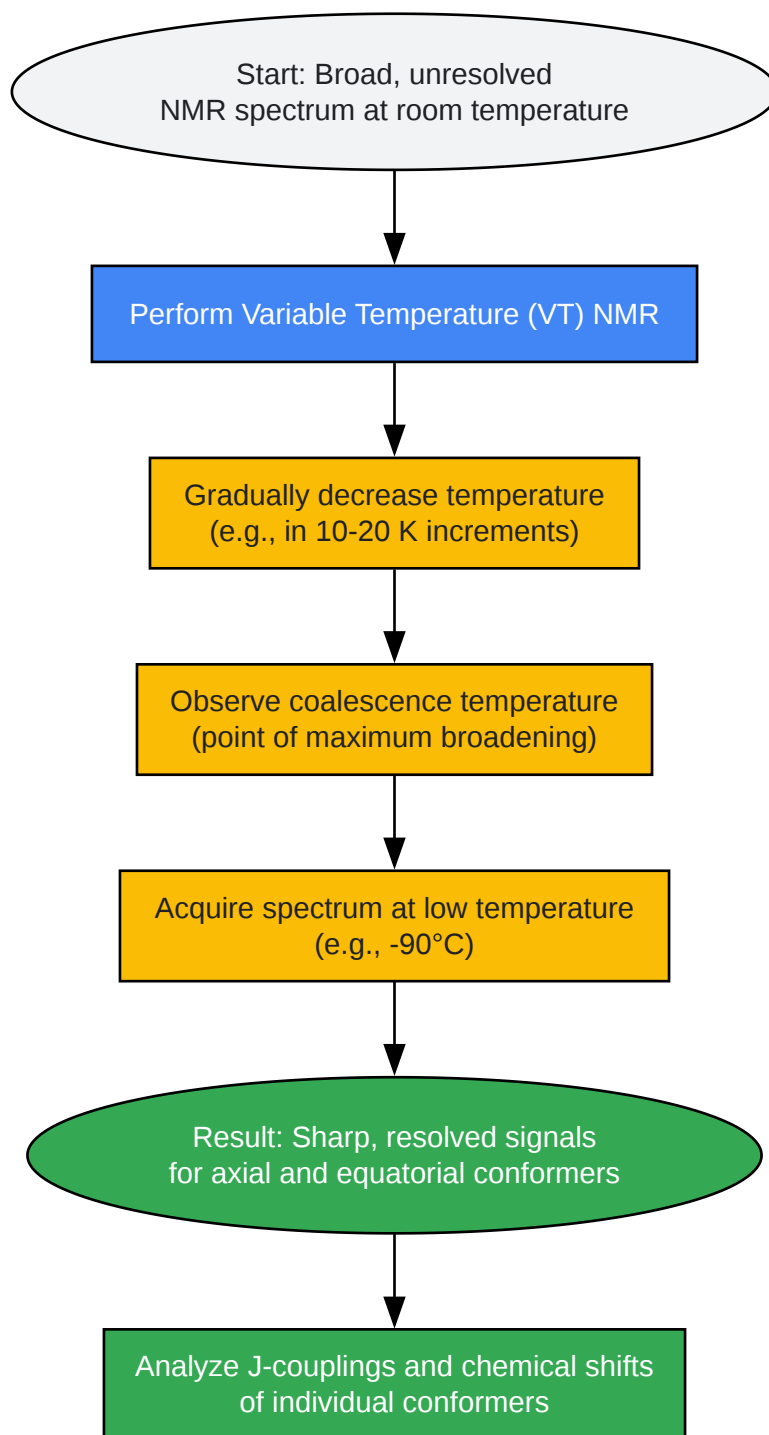 Start: Broad, unresolved
NMR spectrum at room temperature
Perform Variable Temperature (VT) NMR
Gradually decrease temperature
(e.g., in 10-20 K increments)
Observe coalescence temperature
(point of maximum broadening)
Acquire spectrum at low temperature
(e.g., -90°C)
Result: Sharp, resolved signals
for axial and equatorial conformers
Analyze J-couplings and chemical shifts
of individual conformers